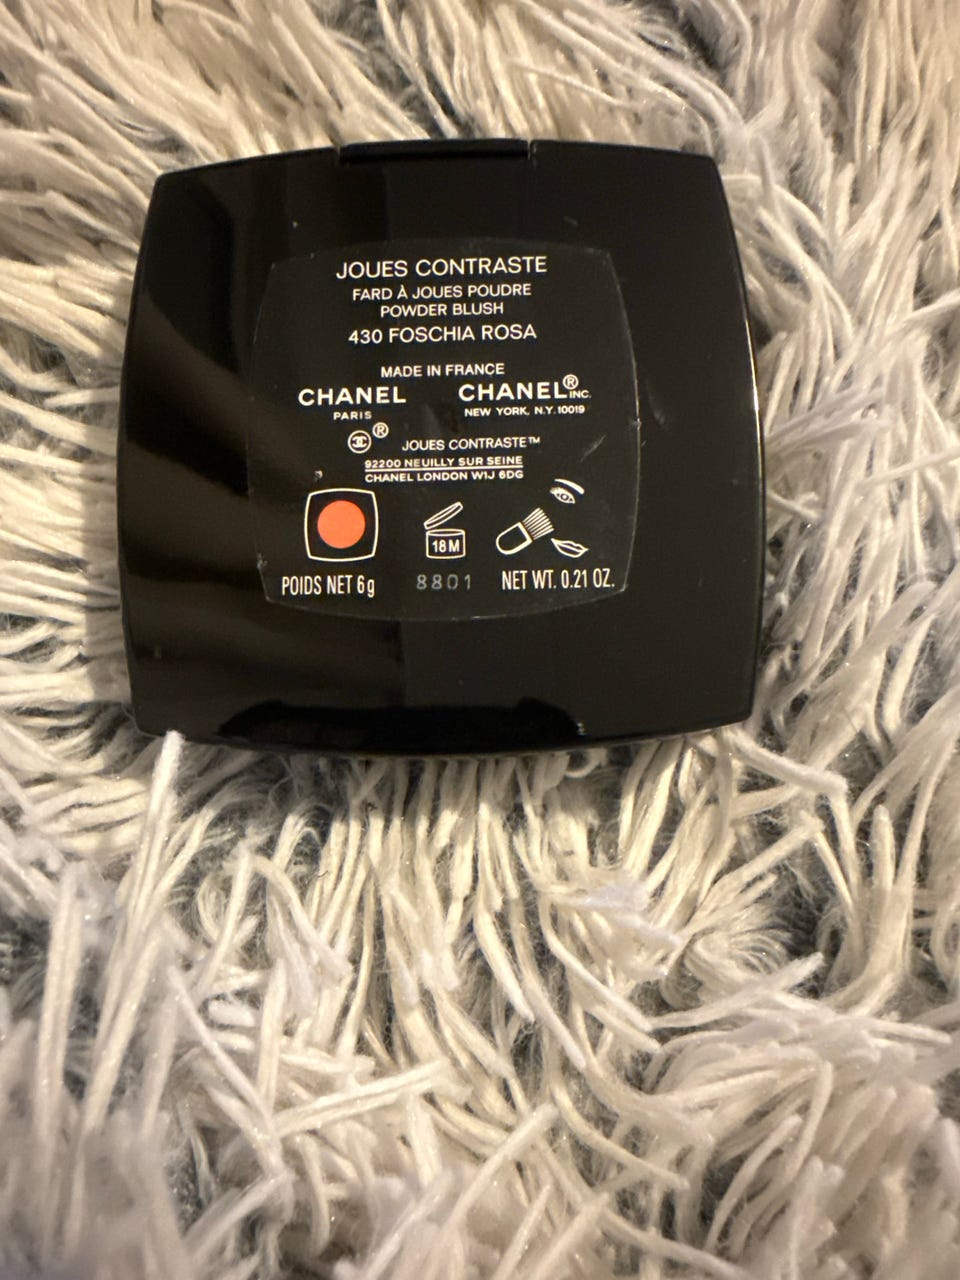 JOUES CONTRASTE
FARD À JOUES POUDRE
POWDER BLUSH
430 FOSCHIA ROSA
MADE IN FRANCE
CHANEL CHANEL® INC.
PARIS NEW YORK, N.Y. 10019
® JOUES CONTRASTE™
92200 NEUILLY SUR SEINE
CHANEL LONDON W1J 6DG
18M
POIDS NET 6g 8801 NET WT. 0.21 OZ.